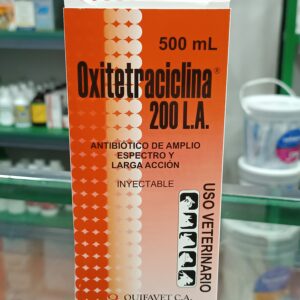 500 mL
Oxitetraciclina®
200 L.A.
ANTIBIÓTICO DE AMPLIO
ESPECTRO Y
LARGA ACCIÓN
INYECTABLE
USO VETERINARIO
QUIFAVET C.A.